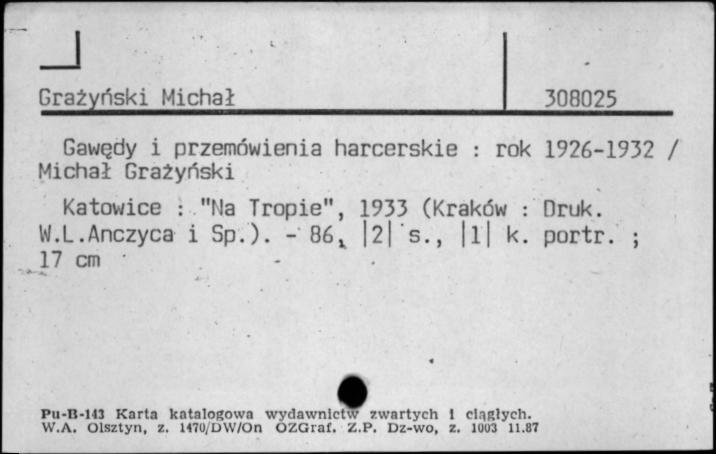 Grażyński Michał 308025
Gawędy i przemówienia harcerskie : rok 1926-1932 /
Michał Grażyński
Katowice : "Na Tropie", 1933 (Kraków : Druk.
W.L.Anczyca i Sp.). - 86, |2| s., |1| k. portr. ;
17 cm
Pu-B-143 Karta katalogowa wydawnictw zwartych i ciągłych.
W.A. Olsztyn, z. 1470/DW/On OZGraf. Z.P. Dz-wo, z. 1003 11.87